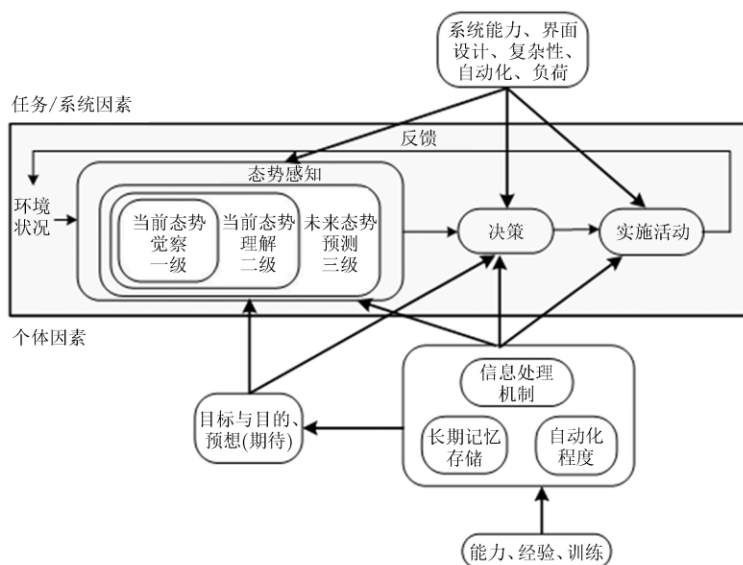 系统能力、界面
设计、复杂性、
自动化、负荷
任务/系统因素
反馈
态势感知
环境
状况
当前态势
觉察
一级
当前态势
理解
二级
未来态势
预测
三级
决策
实施活动
个体因素
目标与目的、
预想(期待)
信息处理
机制
长期记忆
存储
自动化
程度
能力、经验、训练